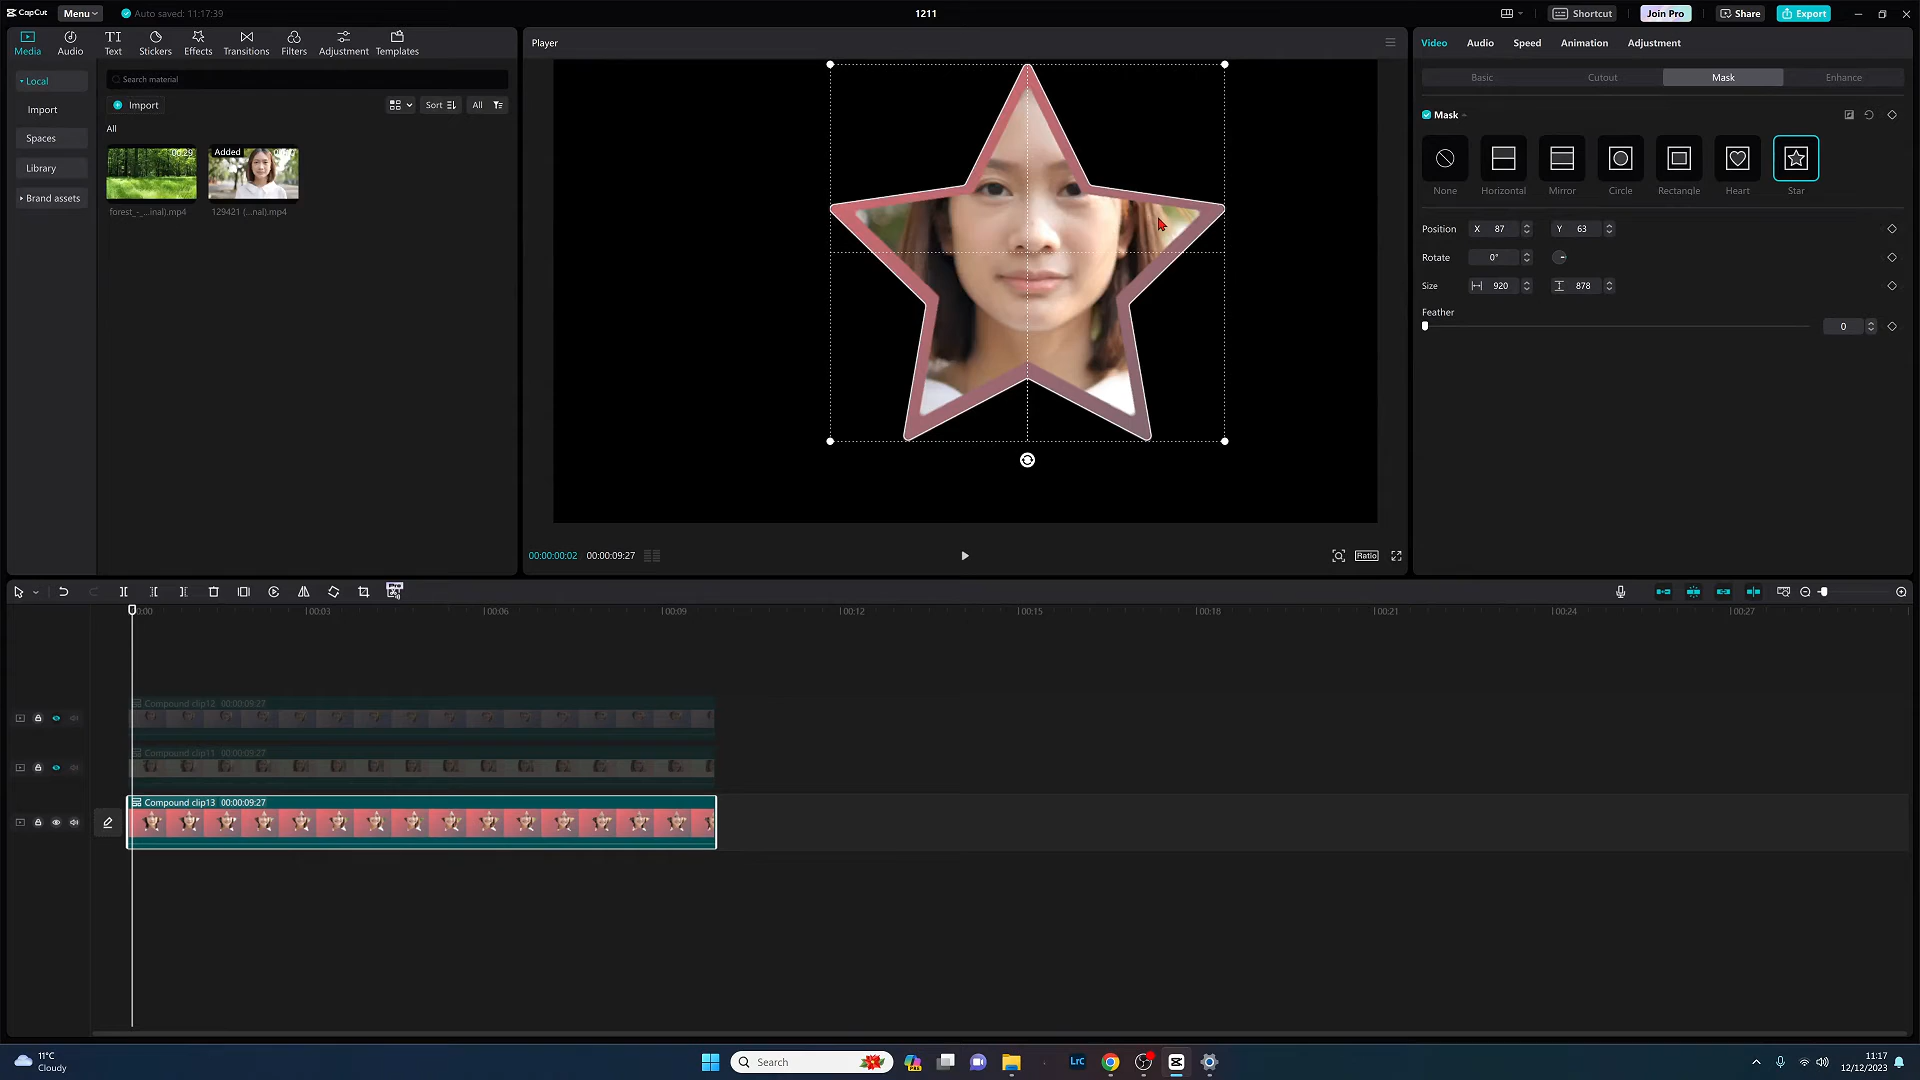 CapCut Menu Auto saved: 11:17:39 1211 Shortcut Join Pro Share Export
Media Audio Text Stickers Effects Transitions Filters Adjustment Templates
Local
Import
Spaces
Library
Brand assets
Search material
Import Sort All
All
00:29
Added
129421 (...nal).mp4
forest_-_...inal).mp4
Player
00:00:00:02 00:00:09:27
Ratio
Video Audio Speed Animation Adjustment
Basic Cutout Mask Enhance
Mask
None Horizontal Mirror Circle Rectangle Heart Star
Position X 87 Y 63
Rotate 0°
Size 920 878
Feather
0
Pro
00:03 00:06 00:09 00:12 00:15 00:18 00:21 00:24 00:27
Compound clip12 00:00:09:27
Compound clip11 00:00:09:27
Compound clip13 00:00:09:27
11°C
Cloudy
Search
LrC
11:17
12/12/2023